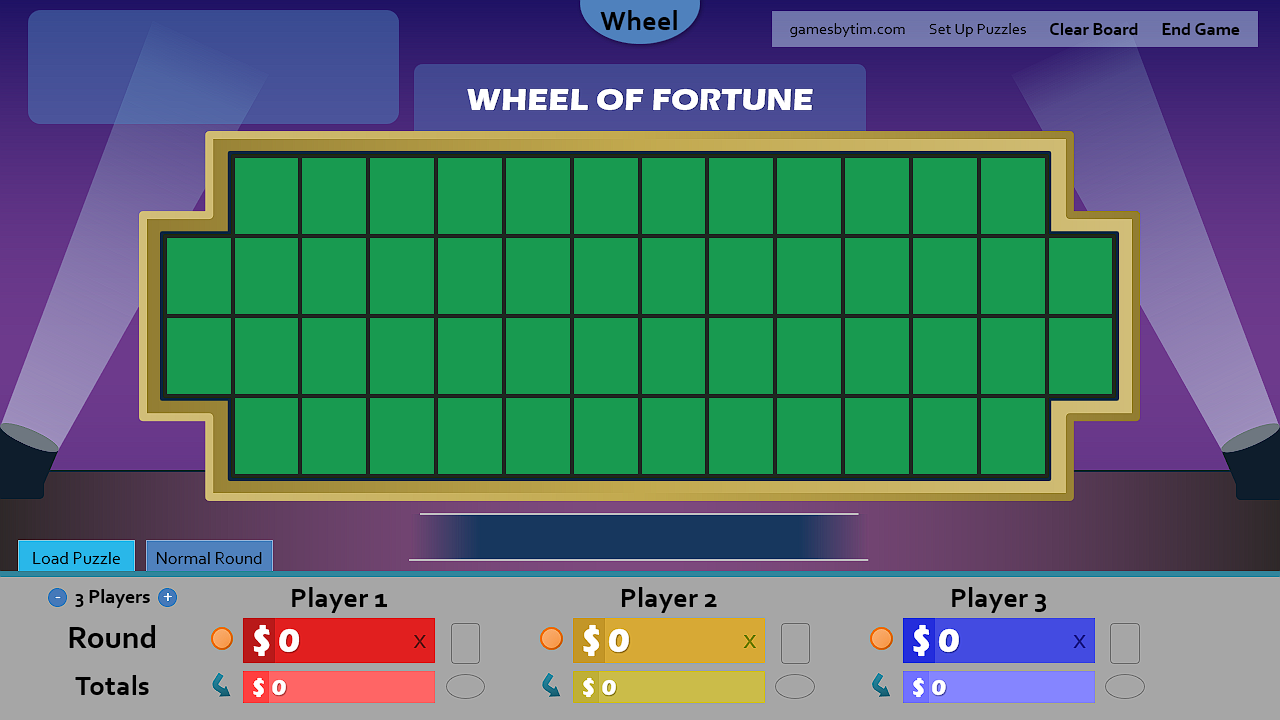 Wheel
gamesbytim.com Set Up Puzzles Clear Board End Game
WHEEL OF FORTUNE
Load Puzzle Normal Round
- 3 Players + Player 1 Player 2 Player 3
Round $ 0 x $ 0 x $ 0 x
Totals $ 0 $ 0 $ 0